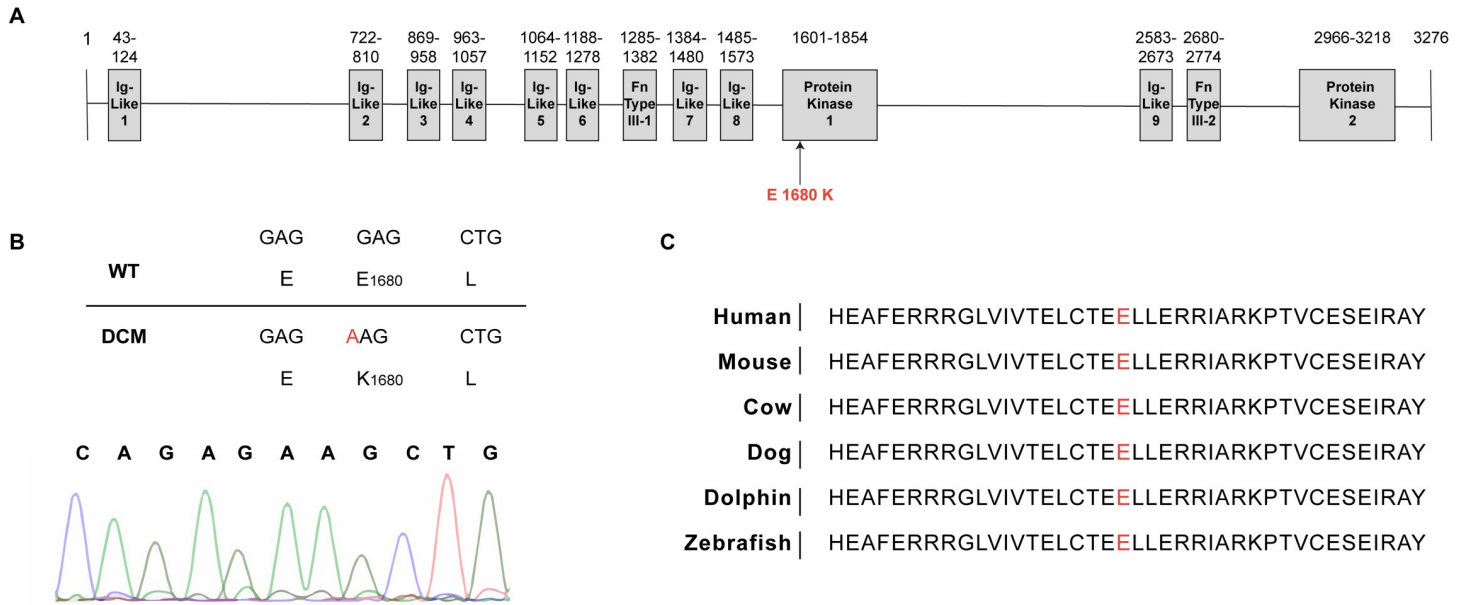 A
1 43- 722- 869- 963- 1064- 1188- 1285- 1384- 1485- 1601-1854 2583- 2680- 2966-3218 3276
124 810 958 1057 1152 1278 1382 1480 1573 2673 2774
Ig- Ig- Ig- Ig- Ig- Ig- Fn Ig- Ig- Protein Ig- Fn Protein
Like Like Like Like Like Like Type Like Like Kinase Like Type Kinase
1 2 3 4 5 6 III-1 7 8 1 9 III-2 2
E 1680 K
B
GAG GAG CTG
WT
E E1680 L
DCM GAG AAG CTG
E K1680 L
C A G A G A A G C T G
C
Human HEAFERRRGLVIVTELCTEELLERRIARKPTVCESEIRAY
Mouse HEAFERRRGLVIVTELCTEELLERRIARKPTVCESEIRAY
Cow HEAFERRRGLVIVTELCTEELLERRIARKPTVCESEIRAY
Dog HEAFERRRGLVIVTELCTEELLERRIARKPTVCESEIRAY
Dolphin HEAFERRRGLVIVTELCTEELLERRIARKPTVCESEIRAY
Zebrafish HEAFERRRGLVIVTELCTEELLERRIARKPTVCESEIRAY